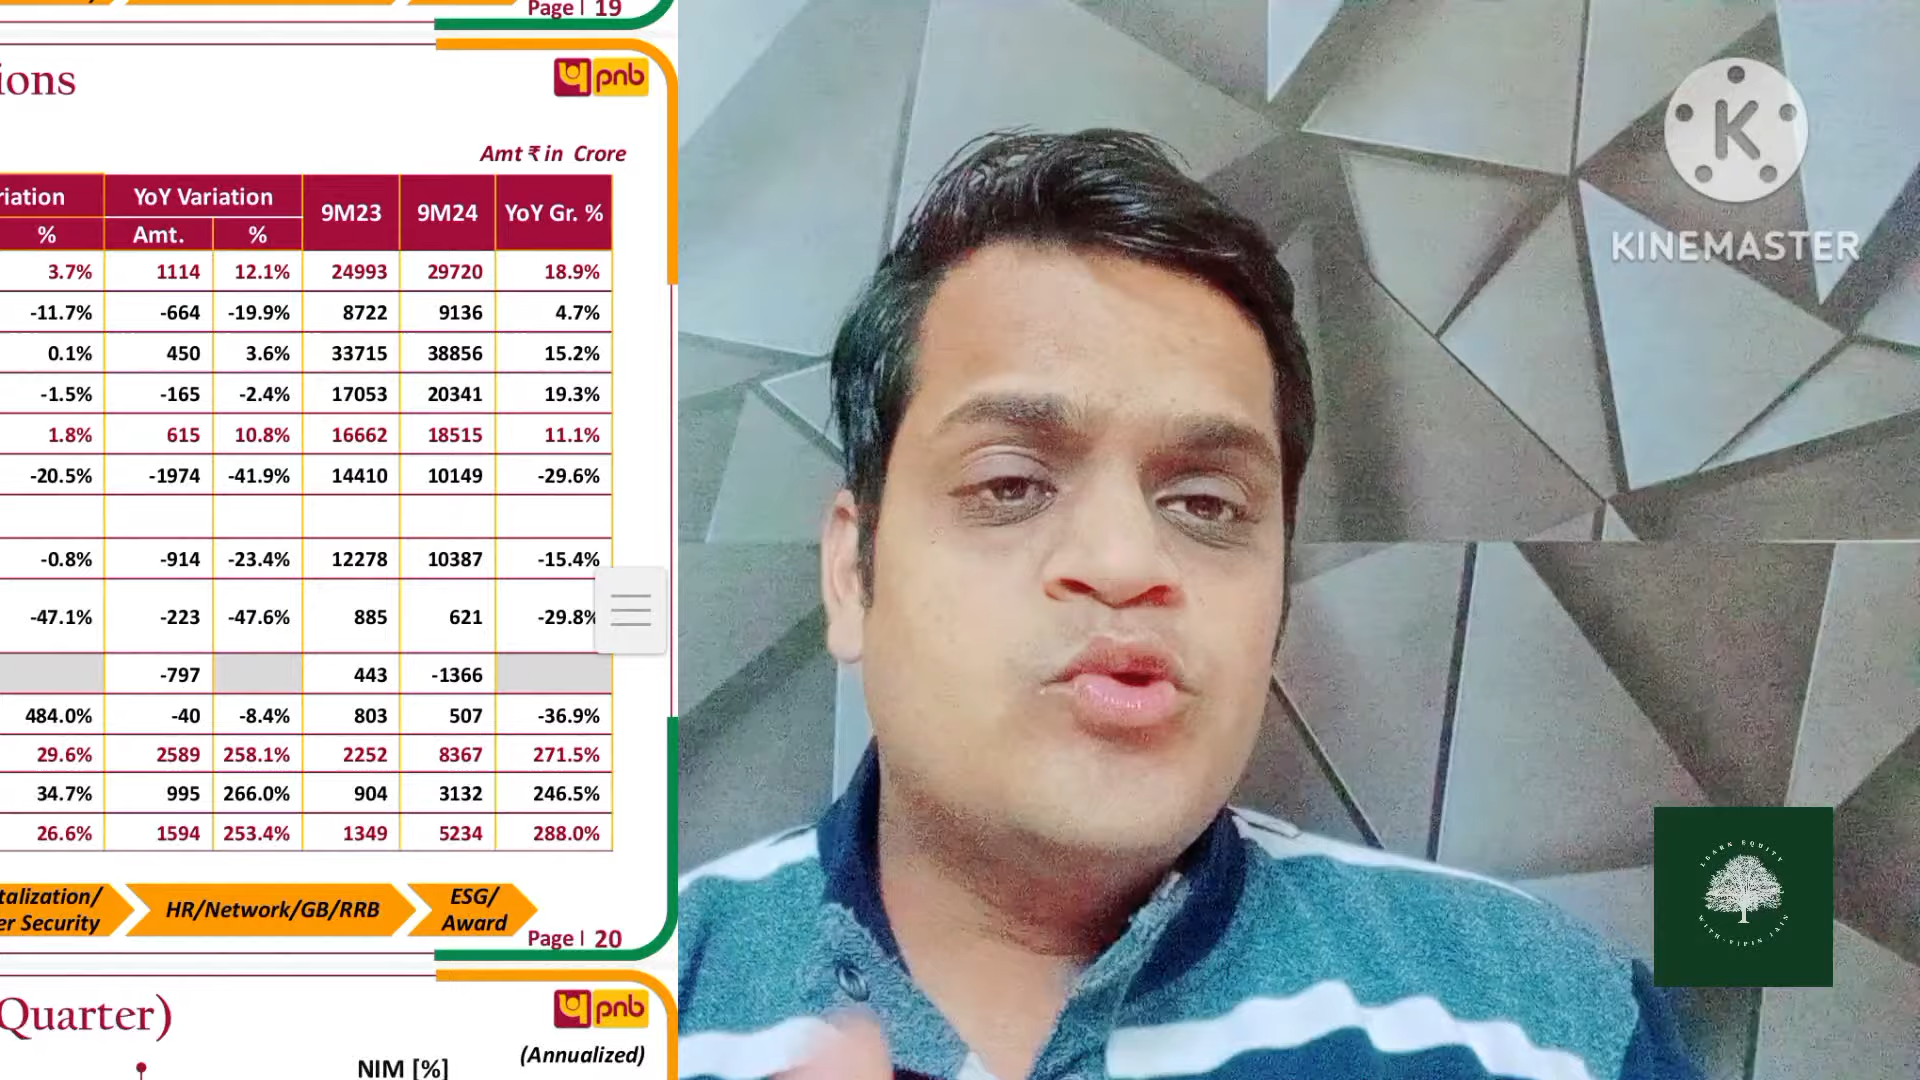 Page | 19
ions
pnb
Amt ₹ in Crore
riation YoY Variation 9M23 9M24 YoY Gr. %
% Amt. %
3.7% 1114 12.1% 24993 29720 18.9%
-11.7% -664 -19.9% 8722 9136 4.7%
0.1% 450 3.6% 33715 38856 15.2%
-1.5% -165 -2.4% 17053 20341 19.3%
1.8% 615 10.8% 16662 18515 11.1%
-20.5% -1974 -41.9% 14410 10149 -29.6%
-0.8% -914 -23.4% 12278 10387 -15.4%
-47.1% -223 -47.6% 885 621 -29.8%
-797 443 -1366
484.0% -40 -8.4% 803 507 -36.9%
29.6% 2589 258.1% 2252 8367 271.5%
34.7% 995 266.0% 904 3132 246.5%
26.6% 1594 253.4% 1349 5234 288.0%
talization/
er Security
HR/Network/GB/RRB
ESG/
Award
Page | 20
Quarter)
pnb
(Annualized)
NIM [%]
K
KINEMASTER
LEARN EQUITY
WITH-VIPIN JAIN